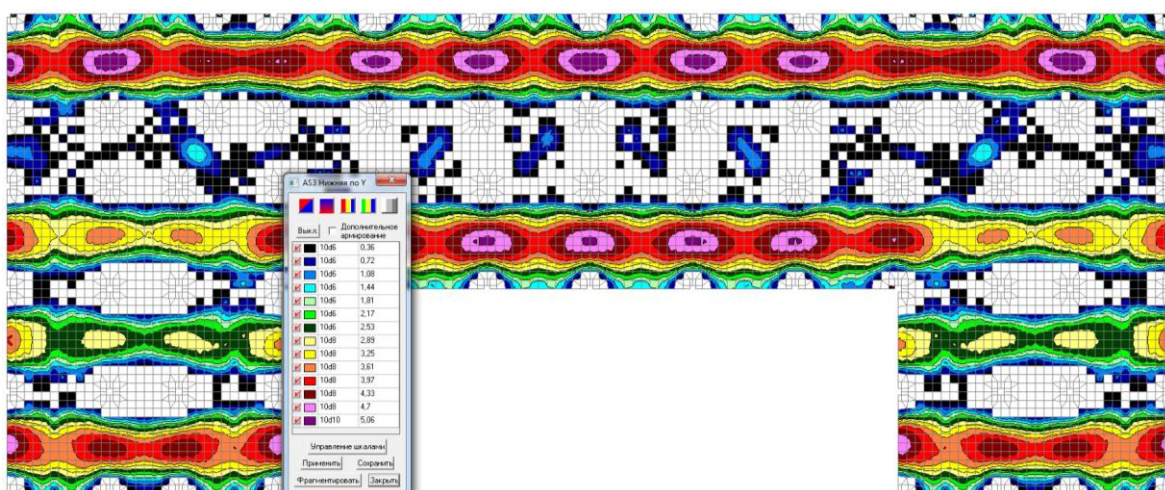 AS3 Нижняя по Y
Выкл. Дополнительное армирование
10d6 0,36
10d6 0,72
10d6 1,08
10d6 1,44
10d6 1,81
10d6 2,17
10d6 2,53
10d8 2,89
10d8 3,25
10d8 3,61
10d8 3,97
10d8 4,33
10d8 4,7
10d10 5,06
Управление шкалами
Применить Сохранить
Фрагментировать Закрыть